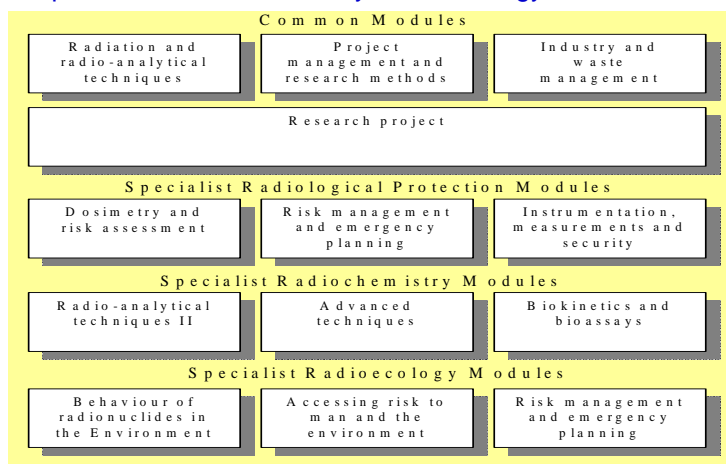 Common Modules
Radiation and
radio-analytical
techniques
Project
management and
research methods
Industry and
waste
management
Research project
Specialist Radiological Protection Modules
Dosimetry and
risk assessment
Risk management
and emergency
planning
Instrumentation,
measurements and
security
Specialist Radiochemistry Modules
Radio-analytical
techniques II
Advanced
techniques
Biokinetics and
bioassays
Specialist Radioecology Modules
Behaviour of
radionuclides in
the Environment
Accessing risk to
man and the
environment
Risk management
and emergency
planning